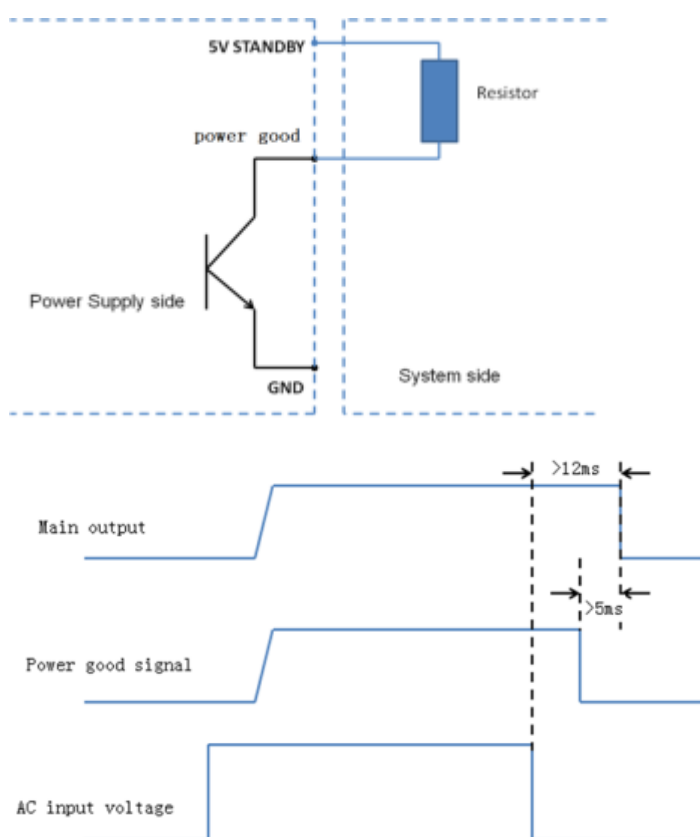 5V STANDBY
Resistor
power good
Power Supply side
System side
GND
>12ms
Main output
>5ms
Power good signal
AC input voltage